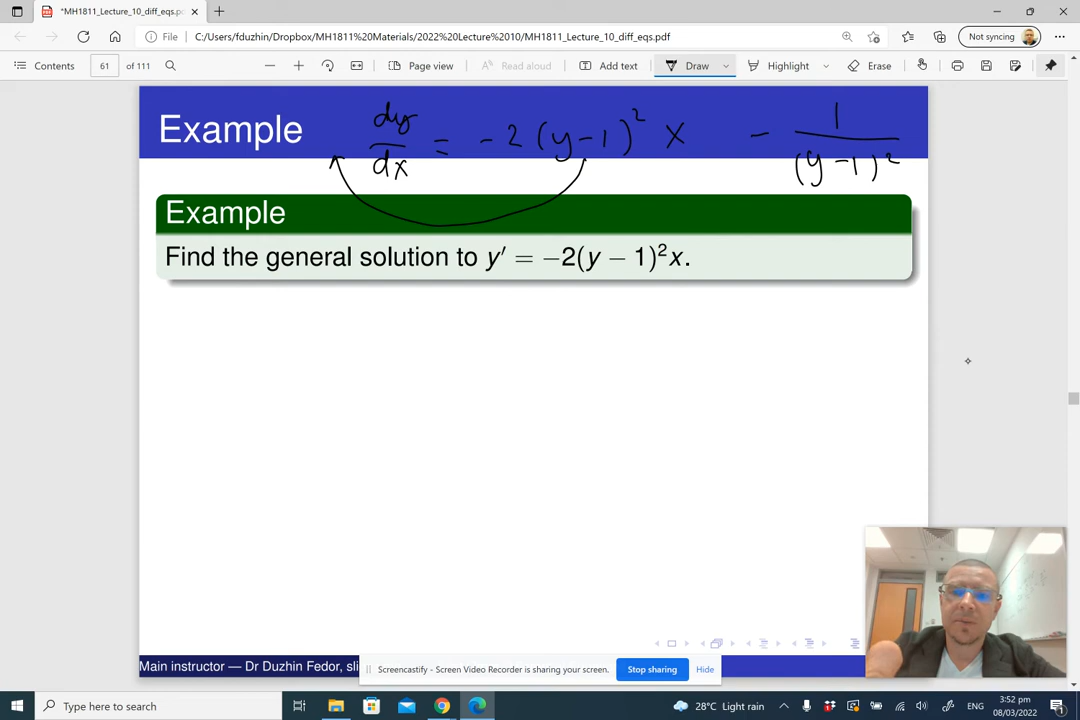 *MH1811_Lecture_10_diff_eqs.pd
File C:/Users/fduzhin/Dropbox/MH1811%20Materials/2022%20Lecture%2010/MH1811_Lecture_10_diff_eqs.pdf Not syncing
Contents 61 of 111 Page view Read aloud Add text Draw Highlight Erase
Example dy/dx = -2 (y-1)² x - 1/(y-1)²
Example
Find the general solution to y′ = −2(y − 1)²x.
Main instructor — Dr Duzhin Fedor, sli
Screencastify - Screen Video Recorder is sharing your screen. Stop sharing Hide
Type here to search 28°C Light rain ENG 3:52 pm
08/03/2022